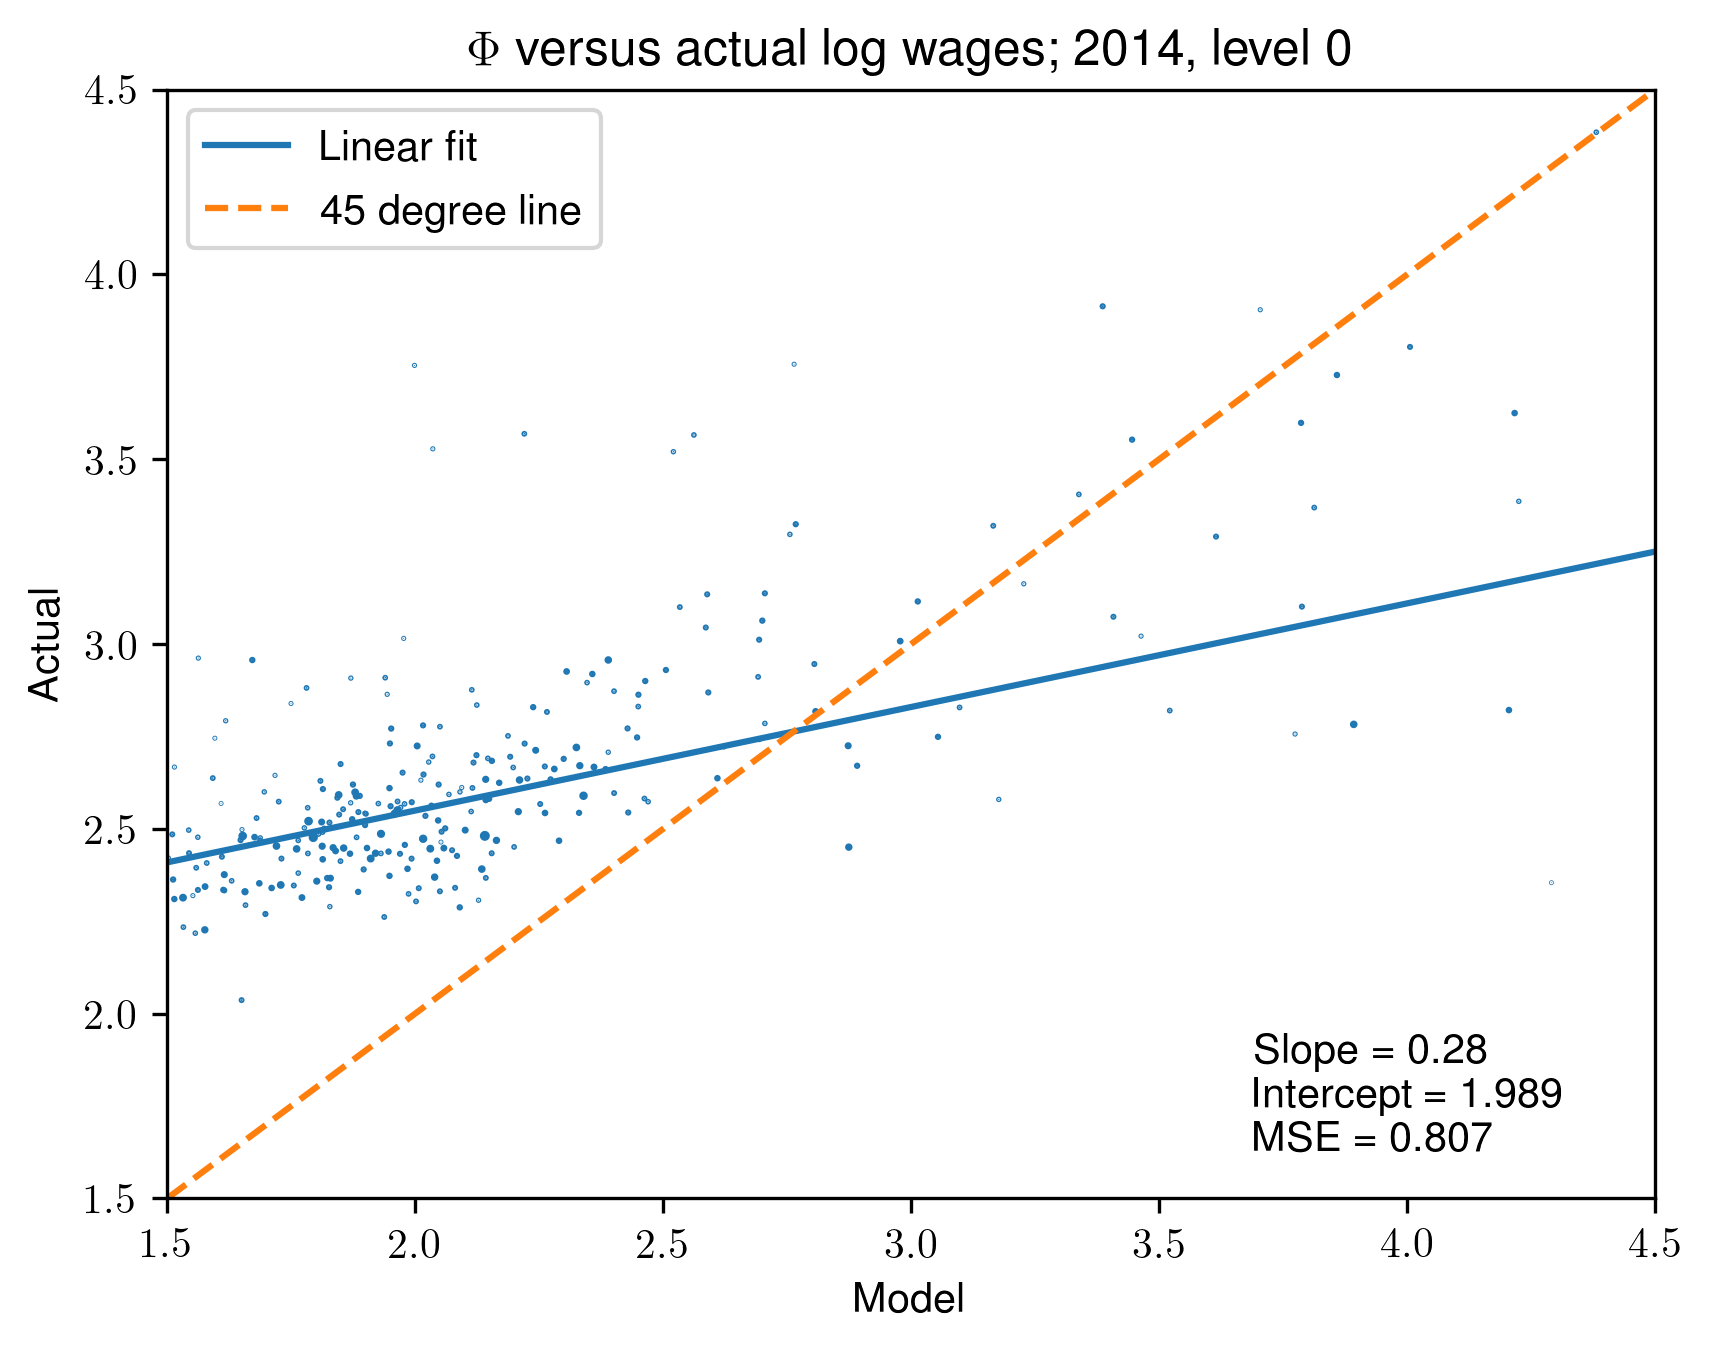 Φ versus actual log wages; 2014, level 0
4.5
4.0
3.5
3.0
2.5
2.0
1.5
Actual
Linear fit
45 degree line
Slope = 0.28
Intercept = 1.989
MSE = 0.807
1.5 2.0 2.5 3.0 3.5 4.0 4.5
Model